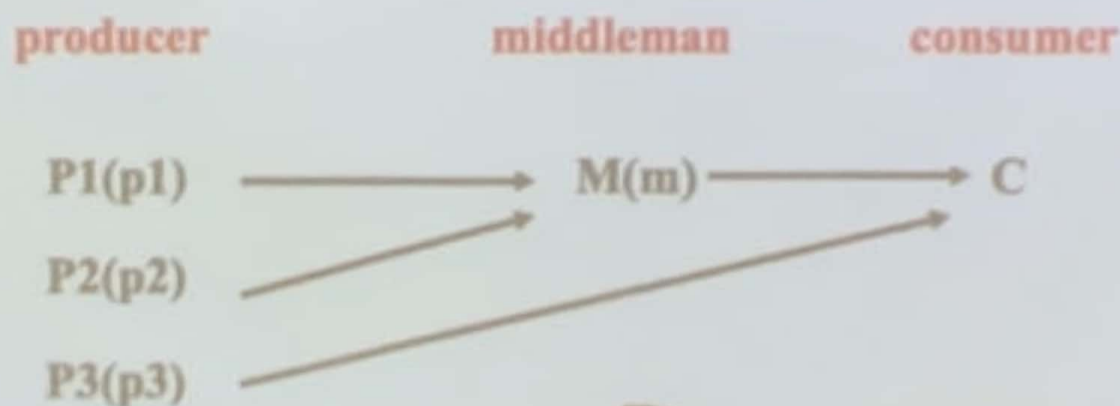 producer middleman consumer
P1(p1) M(m) C
P2(p2)
P3(p3)